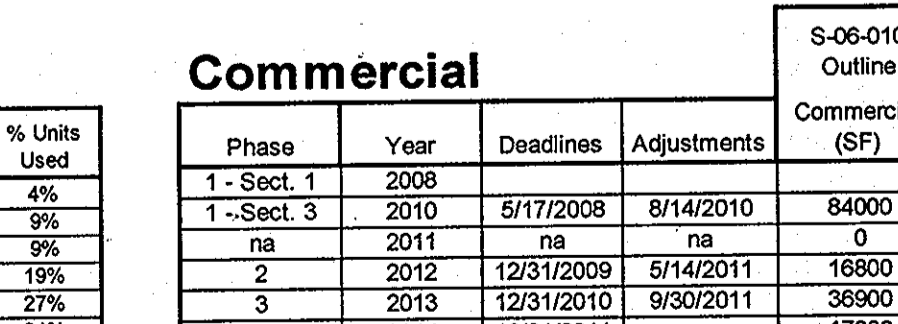 S-06-010
Outline
Commercial
Commerci
(SF)
% Units
Used
Phase Year Deadlines Adjustments
4% 1 - Sect. 1 2008
9% 1 - Sect. 3 2010 5/17/2008 8/14/2010 84000
9% na 2011 na na 0
19% 2 2012 12/31/2009 5/14/2011 16800
27% 3 2013 12/31/2010 9/30/2011 36900